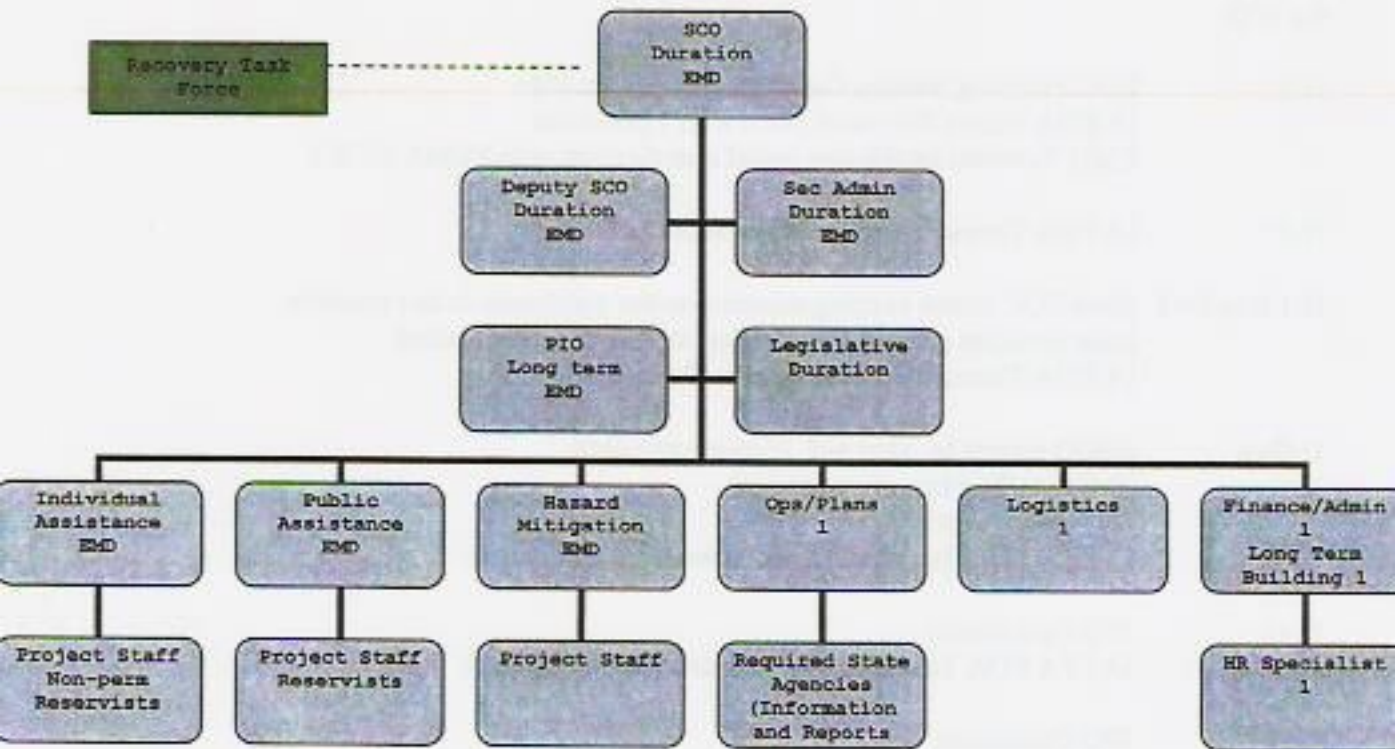 SCO
Duration
EMD
Recovery Task
Force
Deputy SCO
Duration
EMD
Sec Admin
Duration
EMD
PIO
Long term
EMD
Legislative
Duration
Individual
Assistance
EMD
Public
Assistance
EMD
Hazard
Mitigation
EMD
Ops/Plans
1
Logistics
1
Finance/Admin
1
Long Term
Building 1
Project Staff
Non-perm
Reservists
Project Staff
Reservists
Project Staff
Required State
Agencies
(Information
and Reports
HR Specialist
1